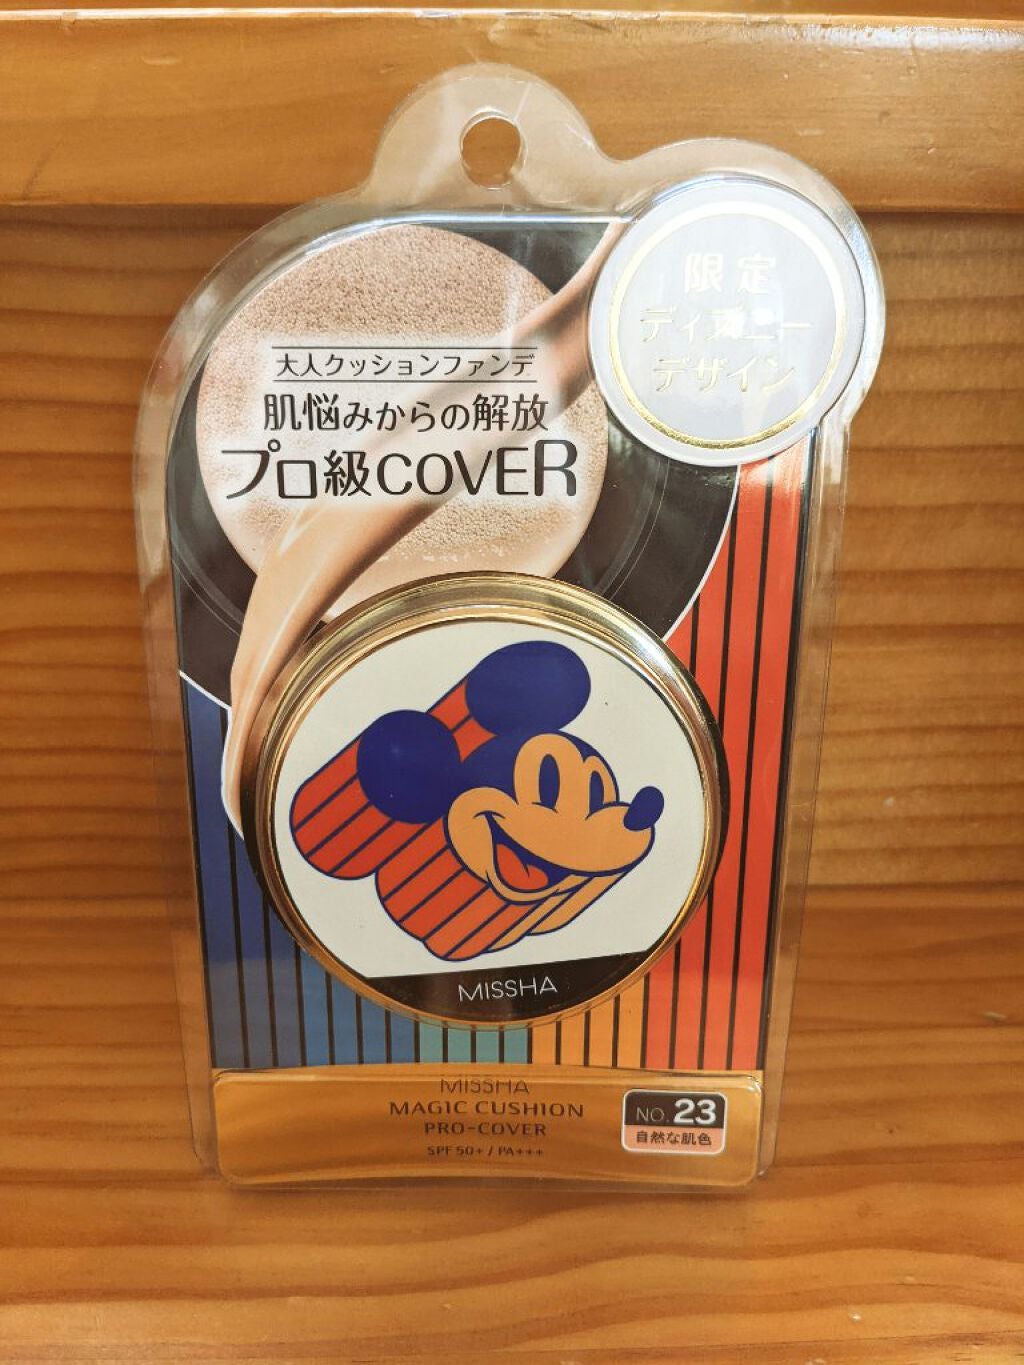 限定
ディズニー
デザイン
大人クッションファンデ
肌悩みからの解放
プロ級COVER
MISSHA
MISSHA
MAGIC CUSHION
PRO-COVER
SPF50+/PA+++
NO.23
自然な肌色